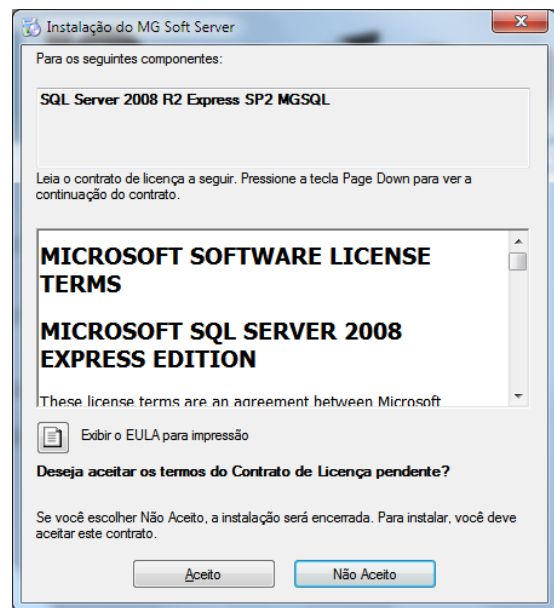 Instalação do MG Soft Server
Para os seguintes componentes:
SQL Server 2008 R2 Express SP2 MGSQL
Leia o contrato de licença a seguir. Pressione a tecla Page Down para ver a
continuação do contrato.
MICROSOFT SOFTWARE LICENSE
TERMS
MICROSOFT SQL SERVER 2008
EXPRESS EDITION
These license terms are an agreement between Microsoft
Exibir o EULA para impressão
Deseja aceitar os termos do Contrato de Licença pendente?
Se você escolher Não Aceito, a instalação será encerrada. Para instalar, você deve
aceitar este contrato.
Aceito
Não Aceito